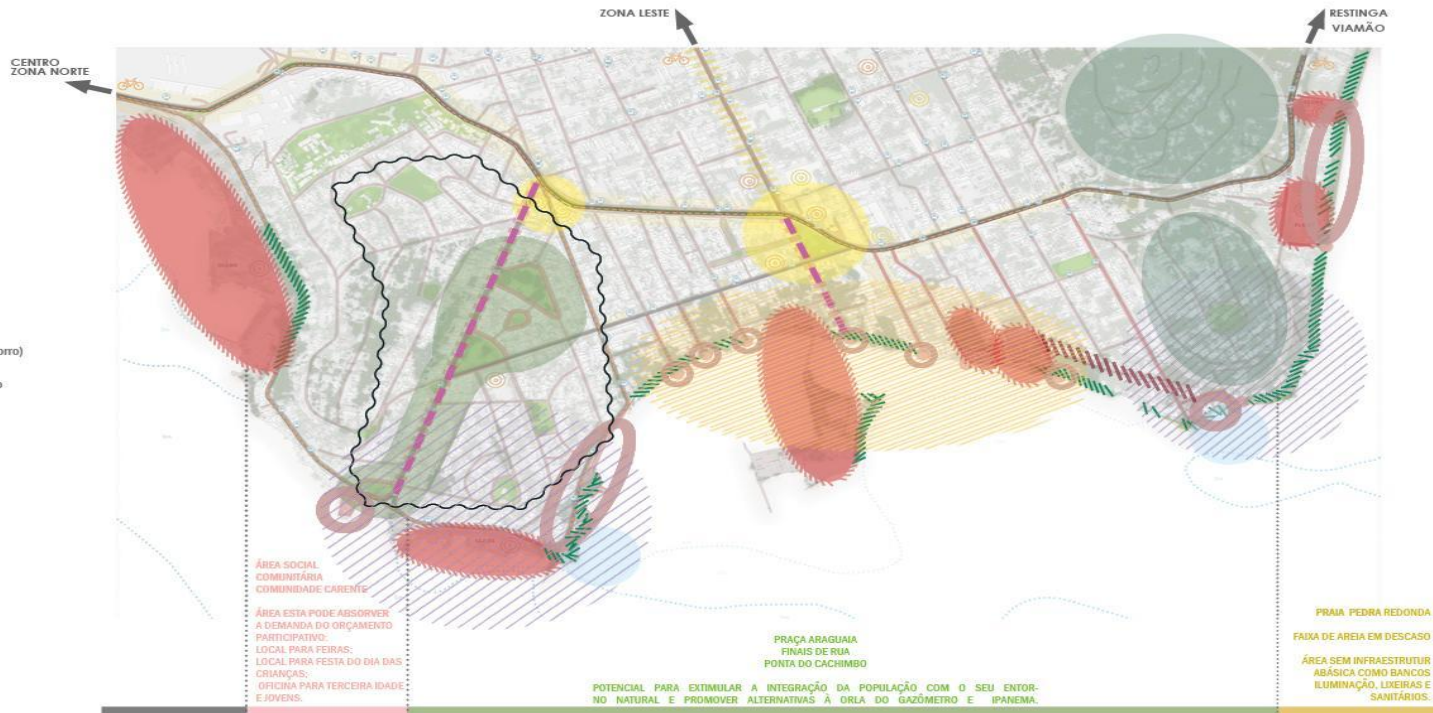 ZONA LESTE
RESTINGA
VIAMÃO
CENTRO
ZONA NORTE
orro)
ÁREA SOCIAL
COMUNITÁRIA
COMUNIDADE CARENTE
ÁREA ESTA PODE ABSORVER
A DEMANDA DO ORÇAMENTO
PARTICIPATIVO:
LOCAL PARA FEIRAS;
LOCAL PARA FESTA DO DIA DAS
CRIANÇAS;
OFICINA PARA TERCEIRA IDADE
E JOVENS.
PRAÇA ARAGUAIA
FINAIS DE RUA
PONTA DO CACHIMBO
POTENCIAL PARA EXTIMULAR A INTEGRAÇÃO DA POPULAÇÃO COM O SEU ENTOR-
NO NATURAL E PROMOVER ALTERNATIVAS À ORLA DO GAZÔMETRO E IPANEMA.
PRAIA PEDRA REDONDA
FAIXA DE AREIA EM DESCASO
ÁREA SEM INFRAESTRUTUR
ABÁSICA COMO BANCOS
ILUMINAÇÃO, LIXEIRAS E
SANITÁRIOS.